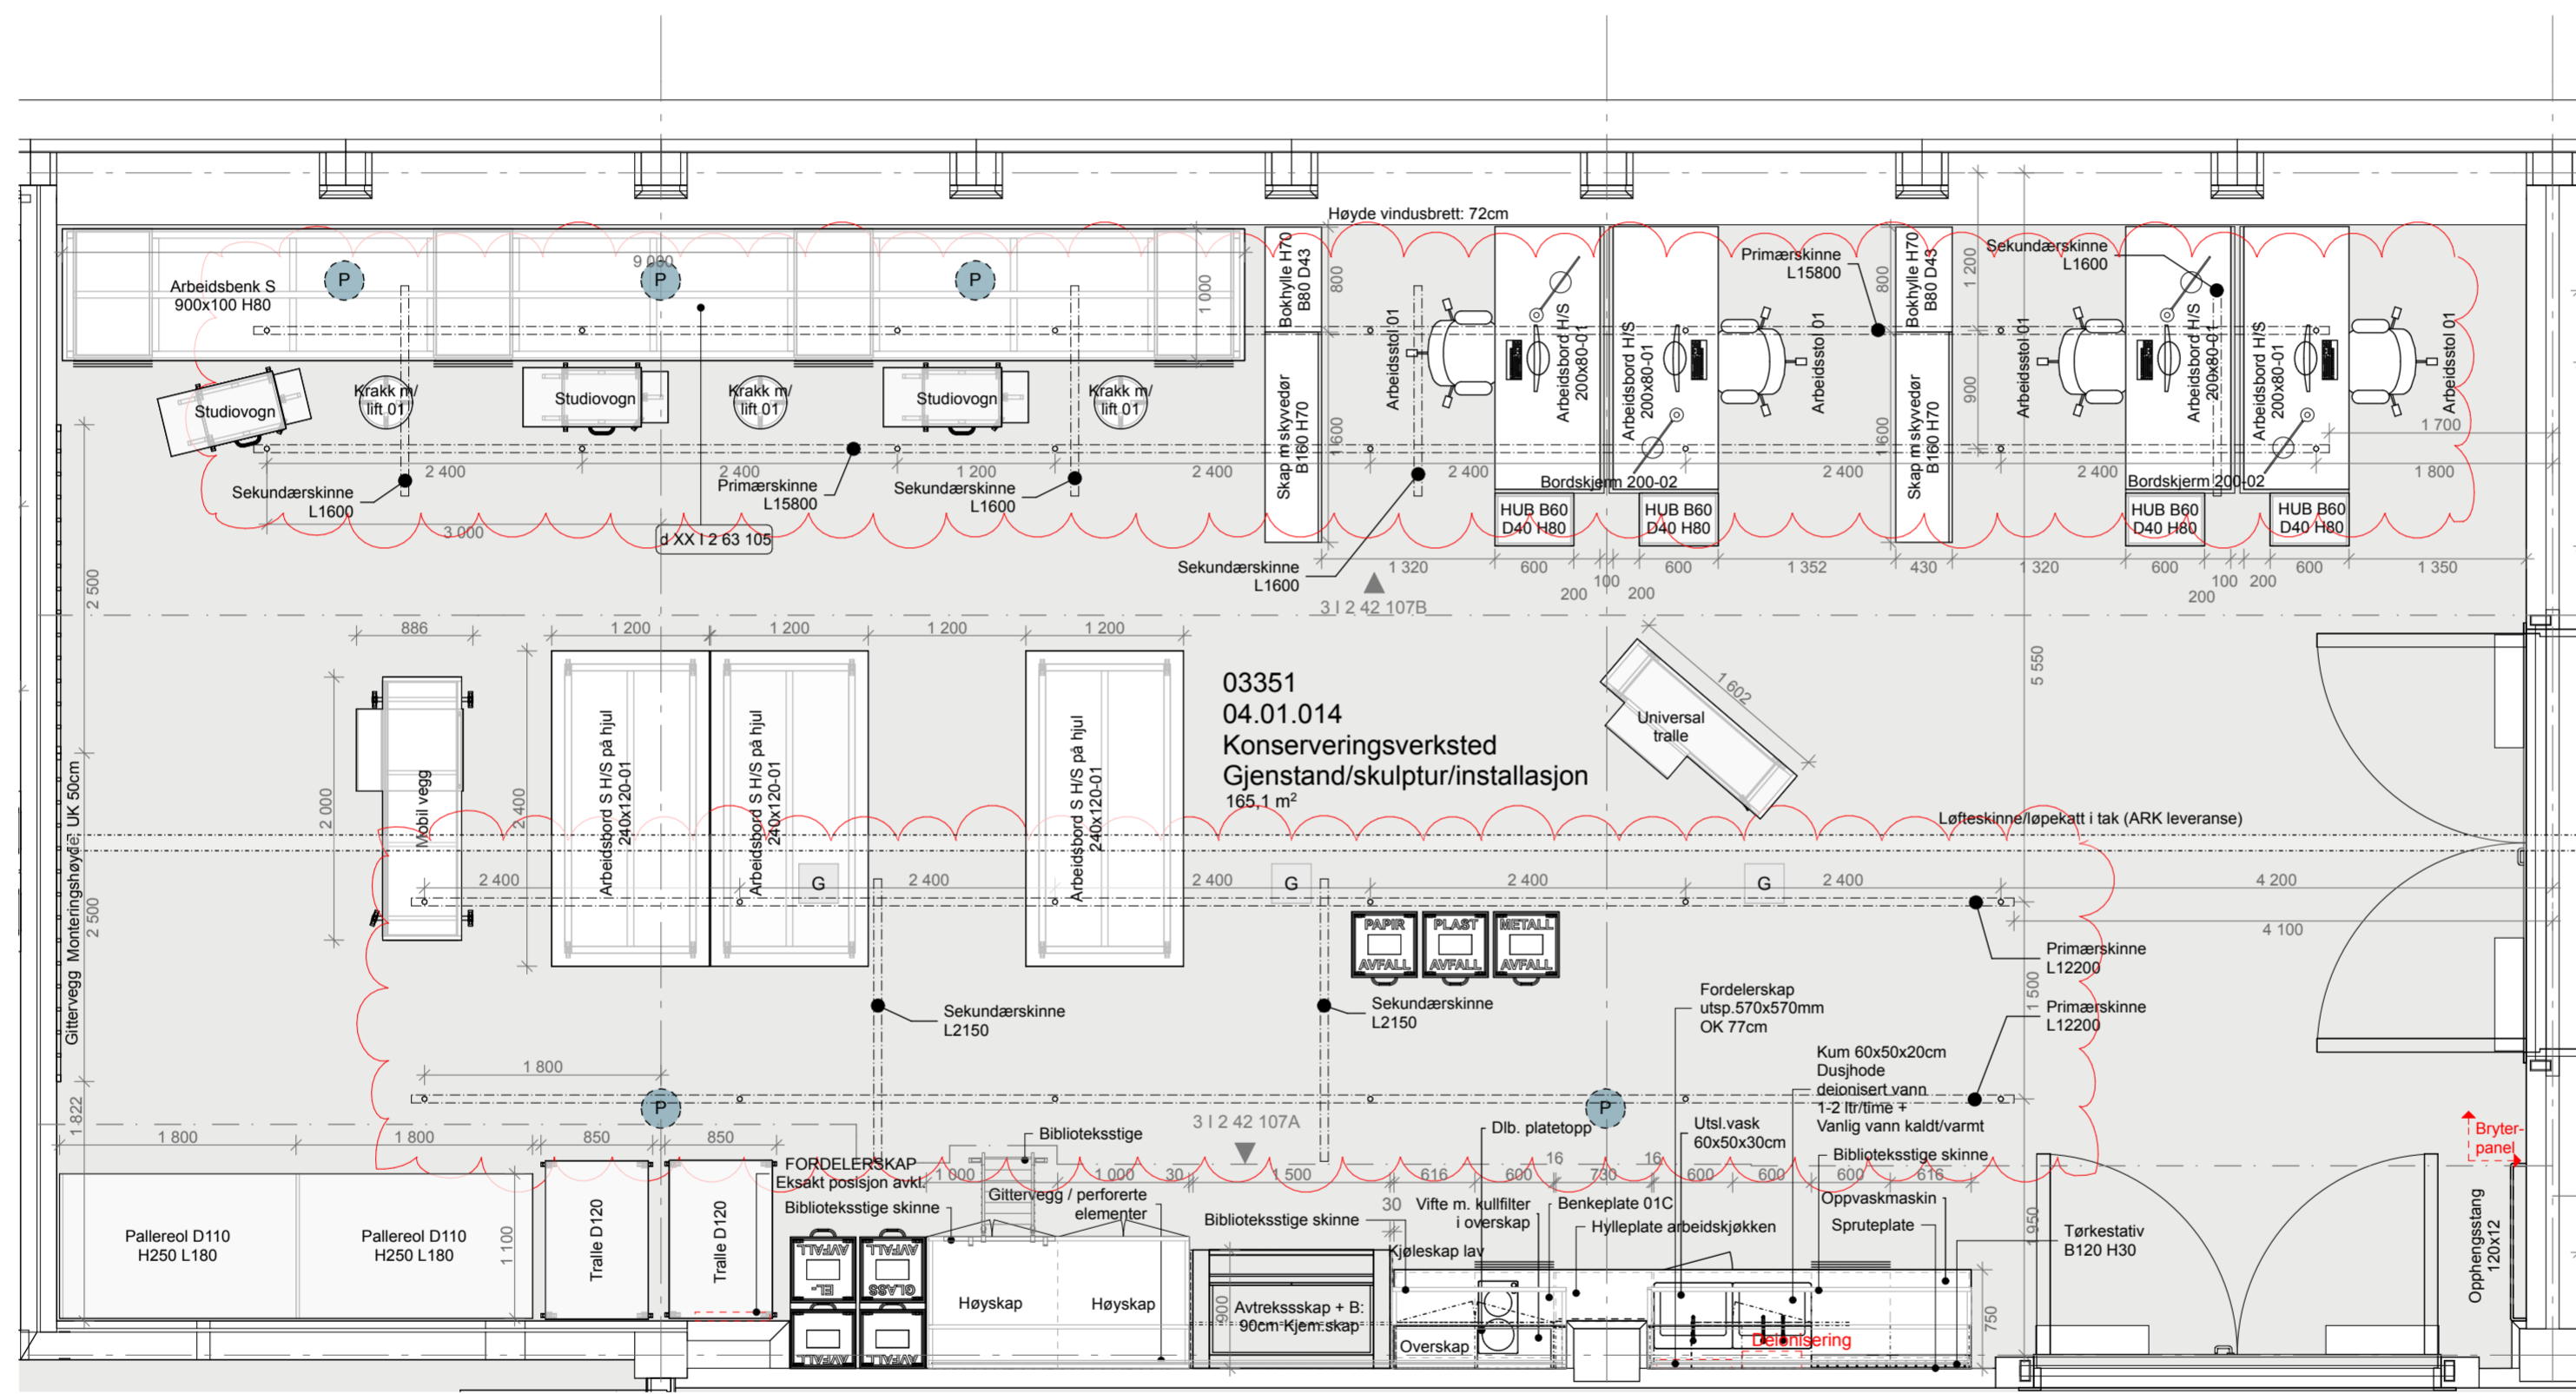 Høyde vindusbrett: 72cm
Arbeidsbenk S
900x100 H80
9 000
P
P
P
1 000
Bokhylle H70
B80 D43
800
Skap m skyvedør
B160 H70
1 600
Arbeidsstol 01
Arbeidsbord H/S
200x80-01
Arbeidsbord H/S
200x80-01
Arbeidsstol 01
Primærskinne
L15800
800
Bokhylle H70
B80 D43
Skap m skyvedør
B160 H70
1 600
1 200
900
Sekundærskinne
L1600
Arbeidsstol 01
Arbeidsbord H/S
200x80-01
Arbeidsbord H/S
200x80-01
Arbeidsstol 01
1 700
1 800
Studiovogn
Krakk m/
lift 01
Studiovogn
Krakk m/
lift 01
Studiovogn
Krakk m/
lift 01
2 400
2 400
1 200
2 400
2 400
2 400
2 400
Sekundærskinne
L1600
Primærskinne
L15800
Sekundærskinne
L1600
3 000
d XX I 2 63 105
Bordskjerm 200-02
Bordskjerm 200-02
HUB B60
D40 H80
HUB B60
D40 H80
HUB B60
D40 H80
HUB B60
D40 H80
Sekundærskinne
L1600
1 320
600
100
600
1 352
430
1 320
600
100
200
600
1 350
200
200
200
3 I 2 42 107B
2 500
886
1 200
1 200
1 200
1 200
2 000
Mobil vegg
2 400
Arbeidsbord S H/S på hjul
240x120-01
Arbeidsbord S H/S på hjul
240x120-01
Arbeidsbord S H/S på hjul
240x120-01
03351
04.01.014
Konserveringsverksted
Gjenstand/skulptur/installasjon
165,1 m²
1 602
Universal
tralle
5 550
Løfteskinne/løpekatt i tak (ARK leveranse)
Gittervegg Monteringshøyde: UK 50cm
2 500
2 400
G
2 400
2 400
G
2 400
G
2 400
4 200
4 100
PAPIR
AVFALL
PLAST
AVFALL
METALL
AVFALL
Primærskinne
L12200
Sekundærskinne
L2150
Sekundærskinne
L2150
Fordelerskap
utsp.570x570mm
OK 77cm
1 500
Primærskinne
L12200
Kum 60x50x20cm
Dusjhode
deionisert vann
1-2 ltr/time +
Vanlig vann kaldt/varmt
1 800
1 822
P
P
1 800
1 800
850
850
3 I 2 42 107A
Biblioteksstige
Dlb. platetopp
Utsl.vask
60x50x30cm
Biblioteksstige skinne
Bryter-
panel
FORDELERSKAP
Eksakt posisjon avkl.
1 000
1 000
30
1 500
616
16
600
730
16
600
600
600
616
30
Biblioteksstige skinne
Gittervegg / perforerte
elementer
Biblioteksstige skinne
Vifte m. kullfilter
i overskap
Benkeplate 01C
Hylleplate arbeidskjøkken
Oppvaskmaskin
Spruteplate
1 950
Tørkestativ
B120 H30
Opphengsstang
120x12
Pallereol D110
H250 L180
Pallereol D110
H250 L180
1 100
Tralle D120
Tralle D120
AVFALL
EL-
AVFALL
GLASS
AVFALL
AVFALL
Høyskap
Høyskap
900
Avtrekssskap + B:
90cm Kjem.skap
Kjøleskap lav
Overskap
Deionisering
750